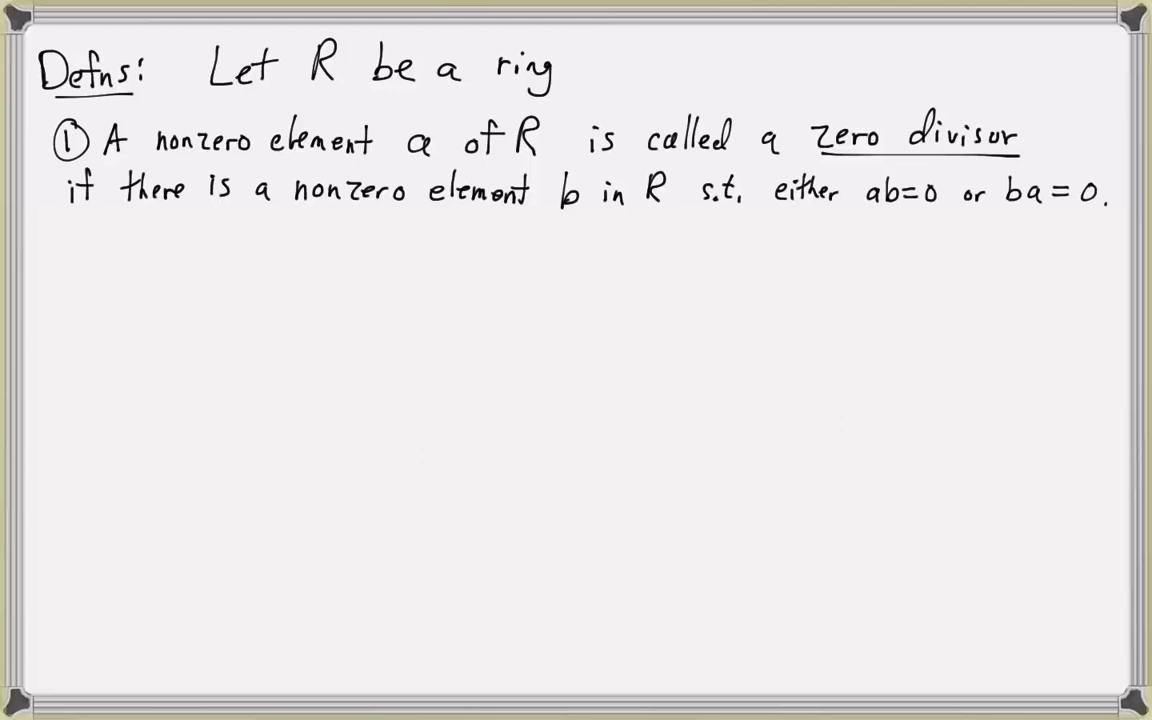 Defns: Let R be a ring
① A nonzero element a of R is called a zero divisor
if there is a nonzero element b in R s.t. either ab=0 or ba=0.